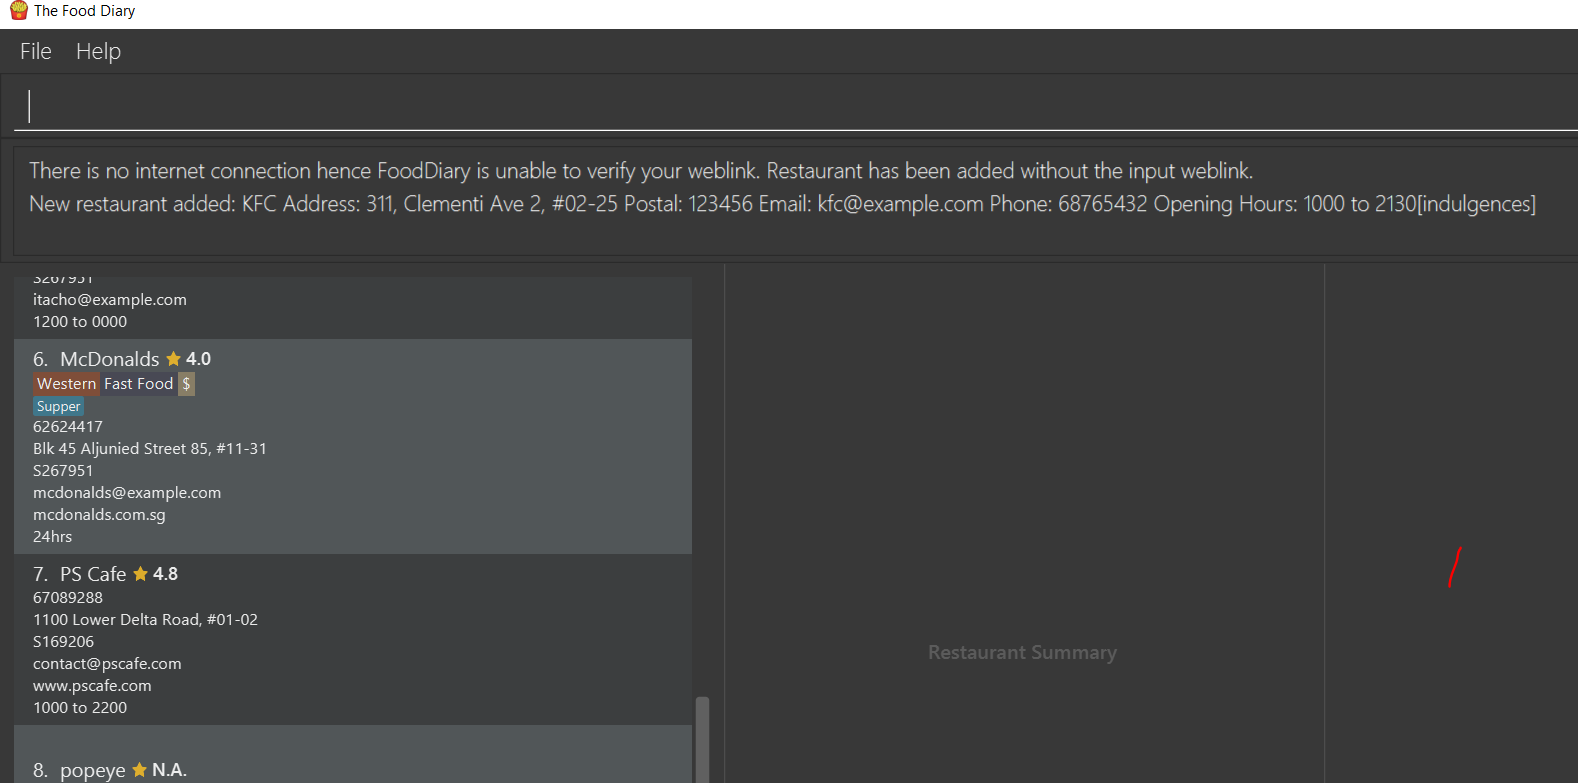 The Food Diary
File Help
There is no internet connection hence FoodDiary is unable to verify your weblink. Restaurant has been added without the input weblink.
New restaurant added: KFC Address: 311, Clementi Ave 2, #02-25 Postal: 123456 Email: kfc@example.com Phone: 68765432 Opening Hours: 1000 to 2130[indulgences]
S267951
itacho@example.com
1200 to 0000
6. McDonalds 4.0
Western Fast Food $
Supper
62624417
Blk 45 Aljunied Street 85, #11-31
S267951
mcdonalds@example.com
mcdonalds.com.sg
24hrs
7. PS Cafe 4.8
67089288
1100 Lower Delta Road, #01-02
S169206
contact@pscafe.com
www.pscafe.com
1000 to 2200
8. popeye N.A.
Restaurant Summary